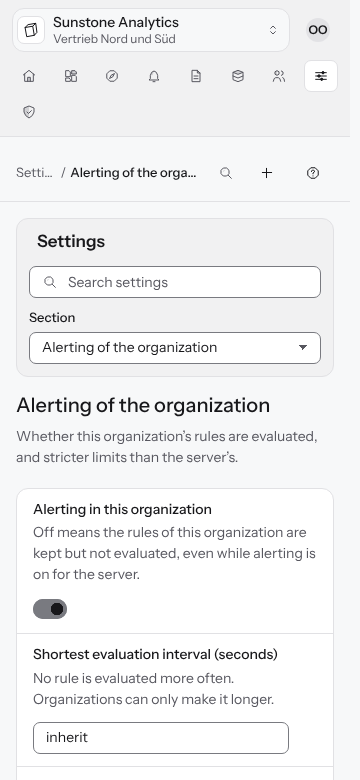 Sunstone Analytics
Vertrieb Nord und Süd
OO
Setti... / Alerting of the orga...
Settings
Search settings
Section
Alerting of the organization
Alerting of the organization
Whether this organization's rules are evaluated,
and stricter limits than the server's.
Alerting in this organization
Off means the rules of this organization are
kept but not evaluated, even while alerting is
on for the server.
Shortest evaluation interval (seconds)
No rule is evaluated more often.
Organizations can only make it longer.
inherit